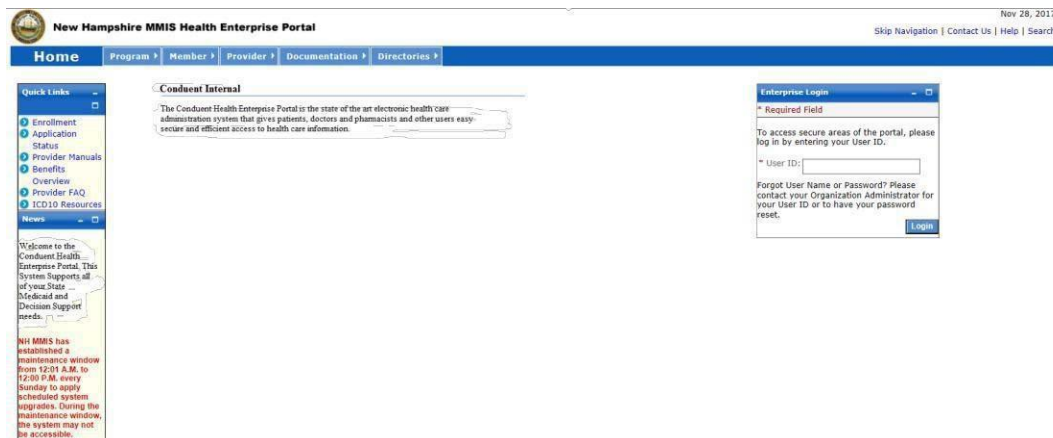 Nov 28, 2017
New Hampshire MMIS Health Enterprise Portal
Skip Navigation | Contact Us | Help | Search
Home Program Member Provider Documentation Directories
Quick Links
Enrollment
Application
Status
Provider Manuals
Benefits
Overview
Provider FAQ
ICD10 Resources
News
Welcome to the
Conduent Health
Enterprise Portal. This
System Supports all
of your State
Medicaid and
Decision Support
needs.
NH MMIS has
established a
maintenance window
from 12:01 A.M. to
12:00 P.M. every
Sunday to apply
scheduled system
upgrades. During the
maintenance window,
the system may not
be accessible.
Conduent Internal
The Conduent Health Enterprise Portal is the state of the art electronic health care
administration system that gives patients, doctors and pharmacists and other users easy
secure and efficient access to health care information.
Enterprise Login
* Required Field
To access secure areas of the portal, please
log in by entering your User ID.
* User ID:
Forgot User Name or Password? Please
contact your Organization Administrator for
your User ID or to have your password
reset.
Login